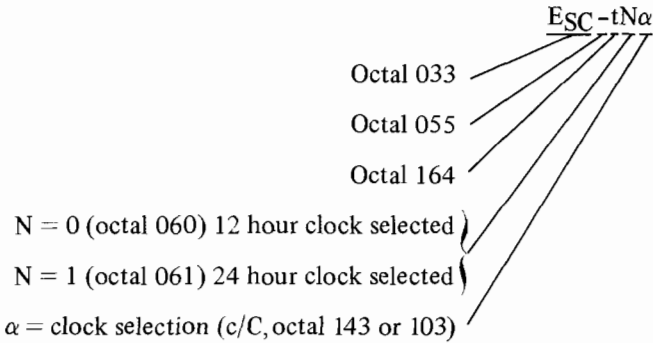 ESC-tNα
Octal 033
Octal 055
Octal 164
N = 0 (octal 060) 12 hour clock selected
N = 1 (octal 061) 24 hour clock selected
α = clock selection (c/C, octal 143 or 103)